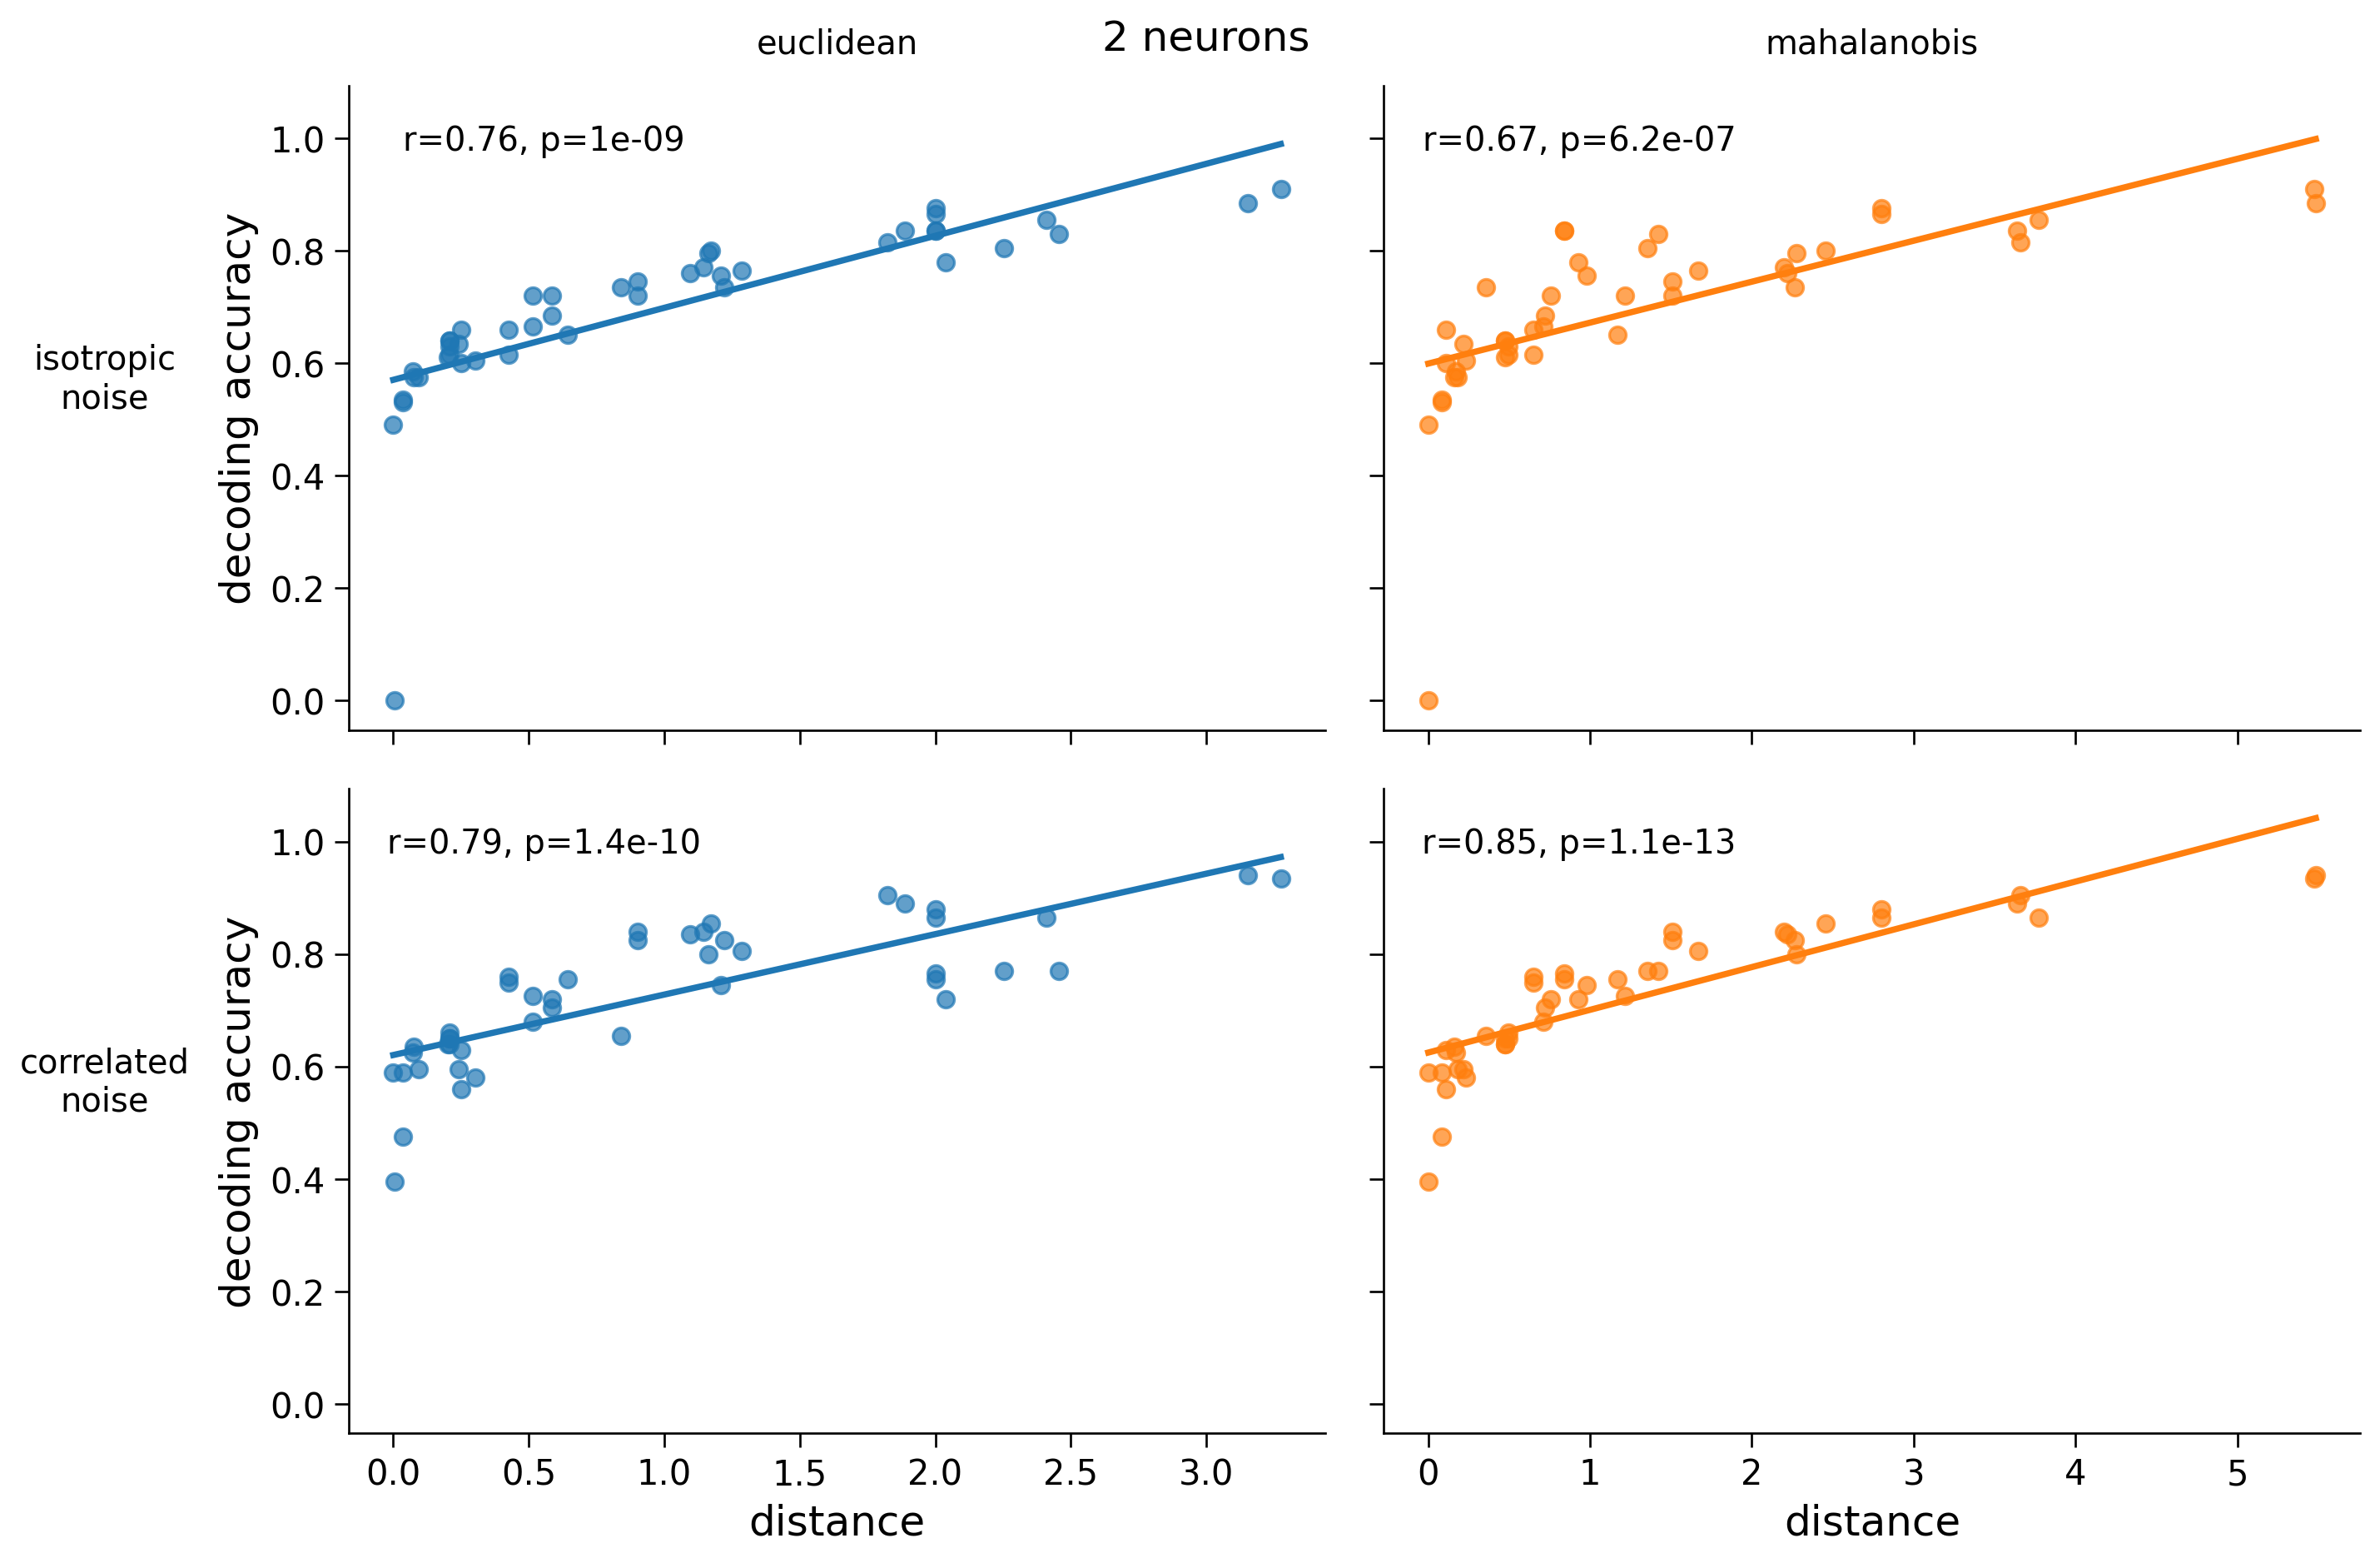 2 neurons
euclidean
mahalanobis
isotropic
noise
decoding accuracy
1.0
0.8
0.6
0.4
0.2
0.0
r=0.76, p=1e-09
r=0.67, p=6.2e-07
correlated
noise
decoding accuracy
1.0
0.8
0.6
0.4
0.2
0.0
r=0.79, p=1.4e-10
r=0.85, p=1.1e-13
0.0 0.5 1.0 1.5 2.0 2.5 3.0
distance
0 1 2 3 4 5
distance